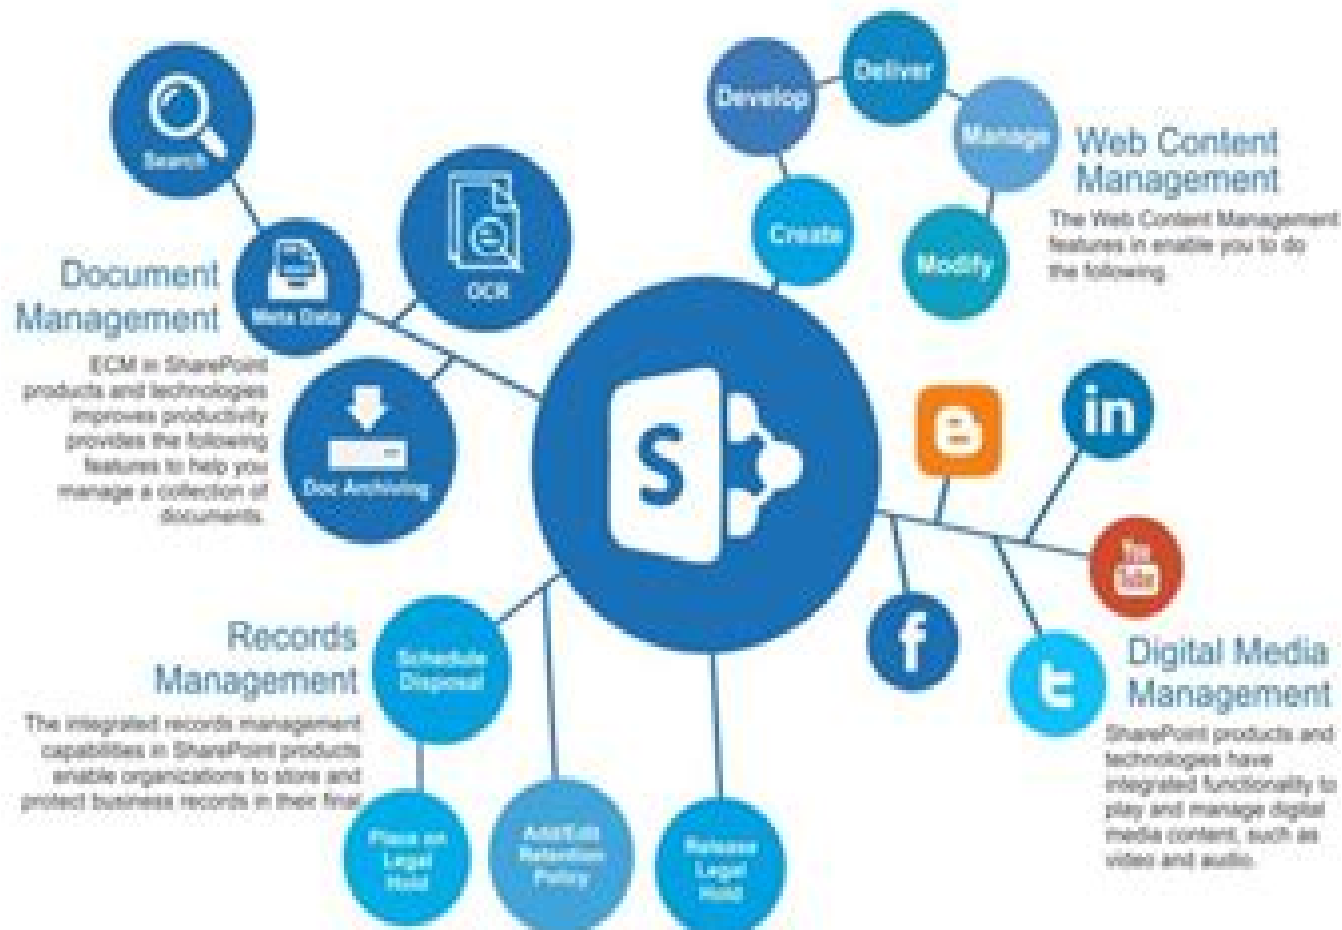 Search
Meta Data
OCR
Doc Archiving
Document
Management
ECM in SharePoint
products and technologies
improves productivity
provides the following
features to help you
manage a collection of
documents.
Develop
Deliver
Manage
Create
Modify
Web Content
Management
The Web Content Management
features in enable you to do
the following.
S
B
in
f
You
Tube
t
Digital Media
Management
SharePoint products and
technologies have
integrated functionality to
play and manage digital
media content, such as
video and audio.
Records
Management
The integrated records management
capabilities in SharePoint products
enable organizations to store and
protect business records in their final
Schedule
Disposal
Place on
Legal
Hold
Add/Edit
Retention
Policy
Release
Legal
Hold